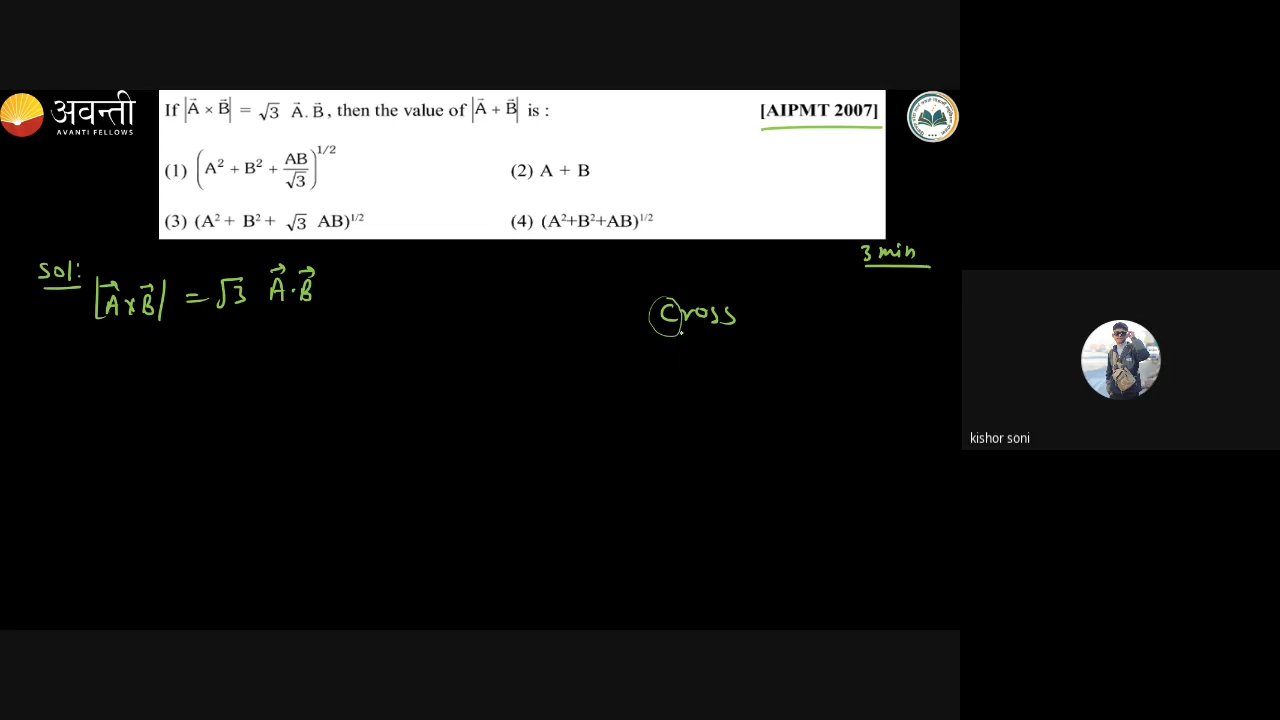 अवन्ती
AVANTI FELLOWS
If |A⃗ × B⃗| = √3 A⃗ . B⃗, then the value of |A⃗ + B⃗| is : [AIPMT 2007]
(1) (A² + B² + AB/√3)^1/2 (2) A + B
(3) (A² + B² + √3 AB)^1/2 (4) (A²+B²+AB)^1/2
3 min
Sol:
|A⃗ × B⃗| = √3 A⃗ · B⃗
Cross
kishor soni